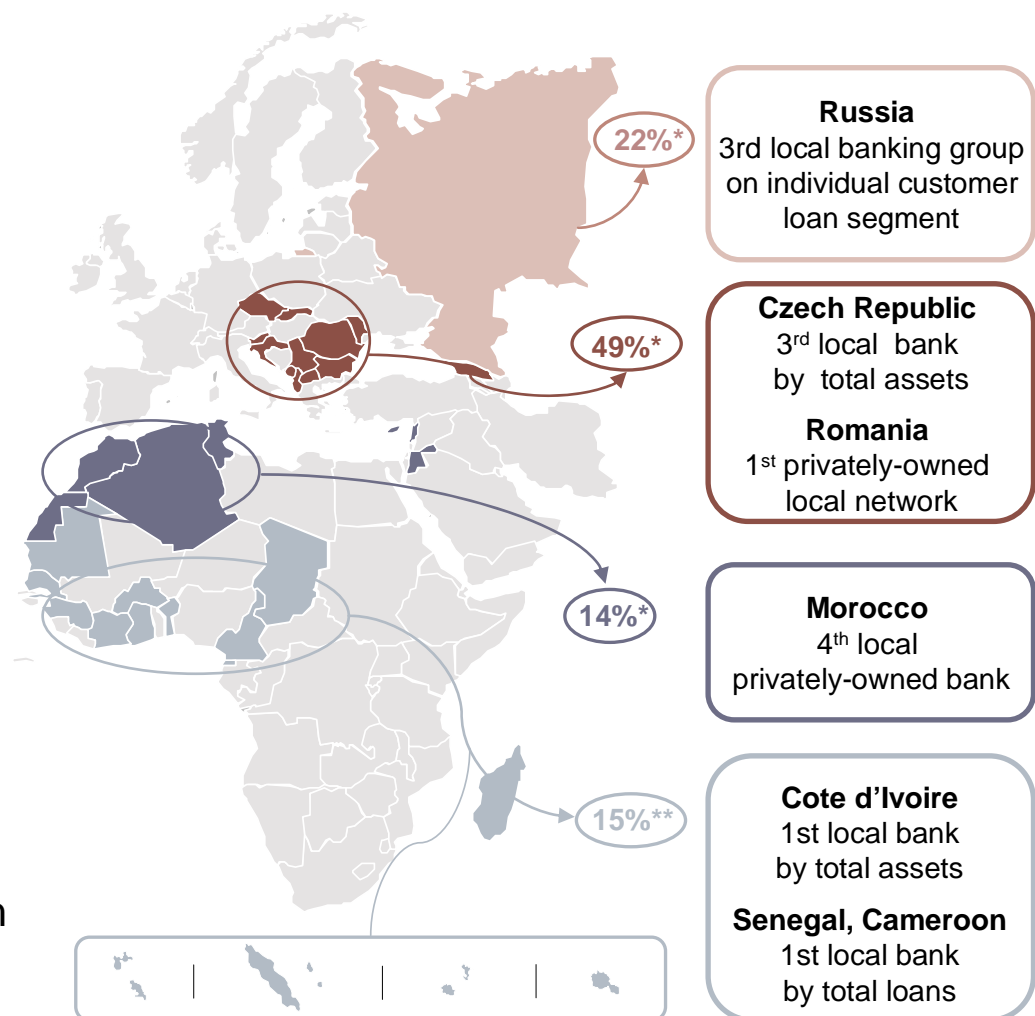 22%*
Russia
3rd local banking group
on individual customer
loan segment
49%*
Czech Republic
3rd local bank
by total assets
Romania
1st privately-owned
local network
14%*
Morocco
4th local
privately-owned bank
15%**
Cote d’Ivoire
1st local bank
by total assets
Senegal, Cameroon
1st local bank
by total loans